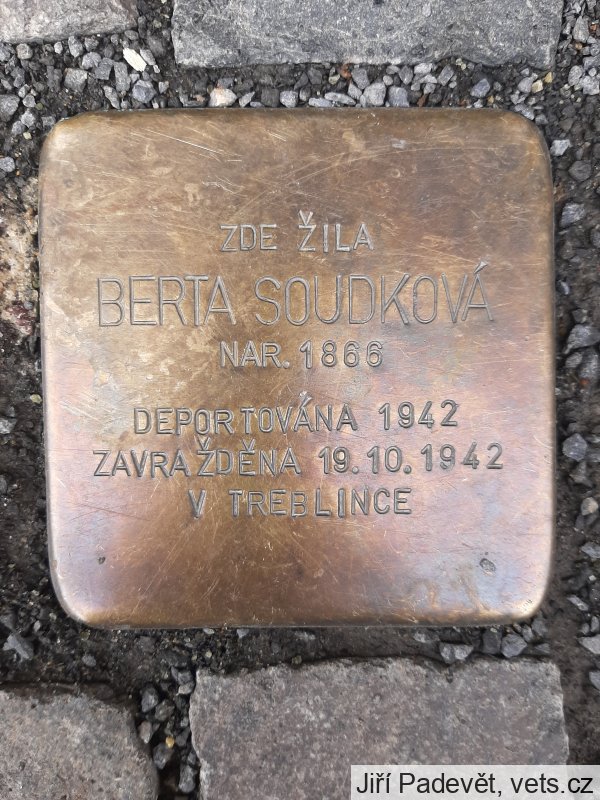 ZDE ŽILA
BERTA SOUDKOVÁ
NAR. 1866
DEPORTOVÁNA 1942
ZAVRAŽDĚNA 19.10.1942
V TREBLINCE
Jiří Padevět, vets.cz